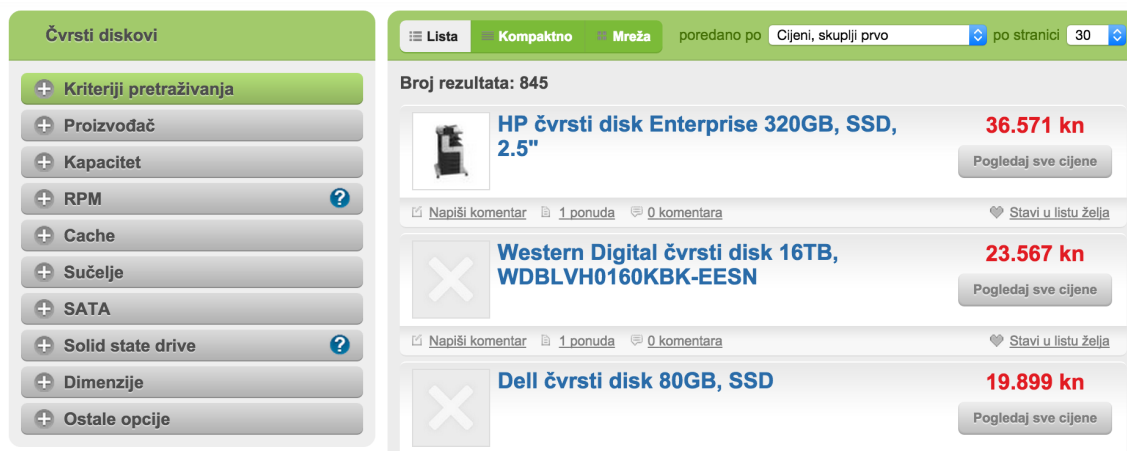 Čvrsti diskovi
Kriteriji pretraživanja
Proizvođač
Kapacitet
RPM ?
Cache
Sučelje
SATA
Solid state drive ?
Dimenzije
Ostale opcije
Lista Kompaktno Mreža poredano po Cijeni, skuplji prvo po stranici 30
Broj rezultata: 845
HP čvrsti disk Enterprise 320GB, SSD,
2.5"
36.571 kn
Pogledaj sve cijene
Napiši komentar 1 ponuda 0 komentara Stavi u listu želja
Western Digital čvrsti disk 16TB,
WDBLVH0160KBK-EESN
23.567 kn
Pogledaj sve cijene
Napiši komentar 1 ponuda 0 komentara Stavi u listu želja
Dell čvrsti disk 80GB, SSD
19.899 kn
Pogledaj sve cijene